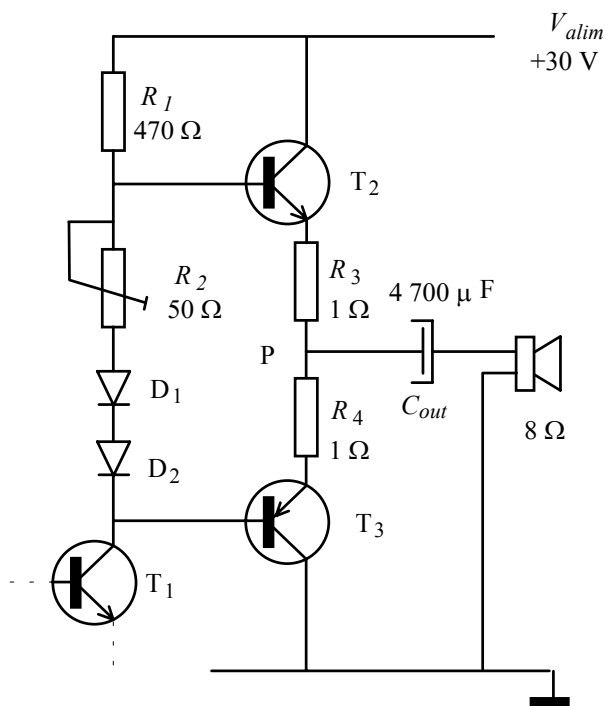 V_alim
+30 V
R_1
470 Ω
T_2
R_2
50 Ω
R_3
1 Ω
4 700 µ F
P
D_1
R_4
1 Ω
C_out
8 Ω
D_2
T_3
T_1